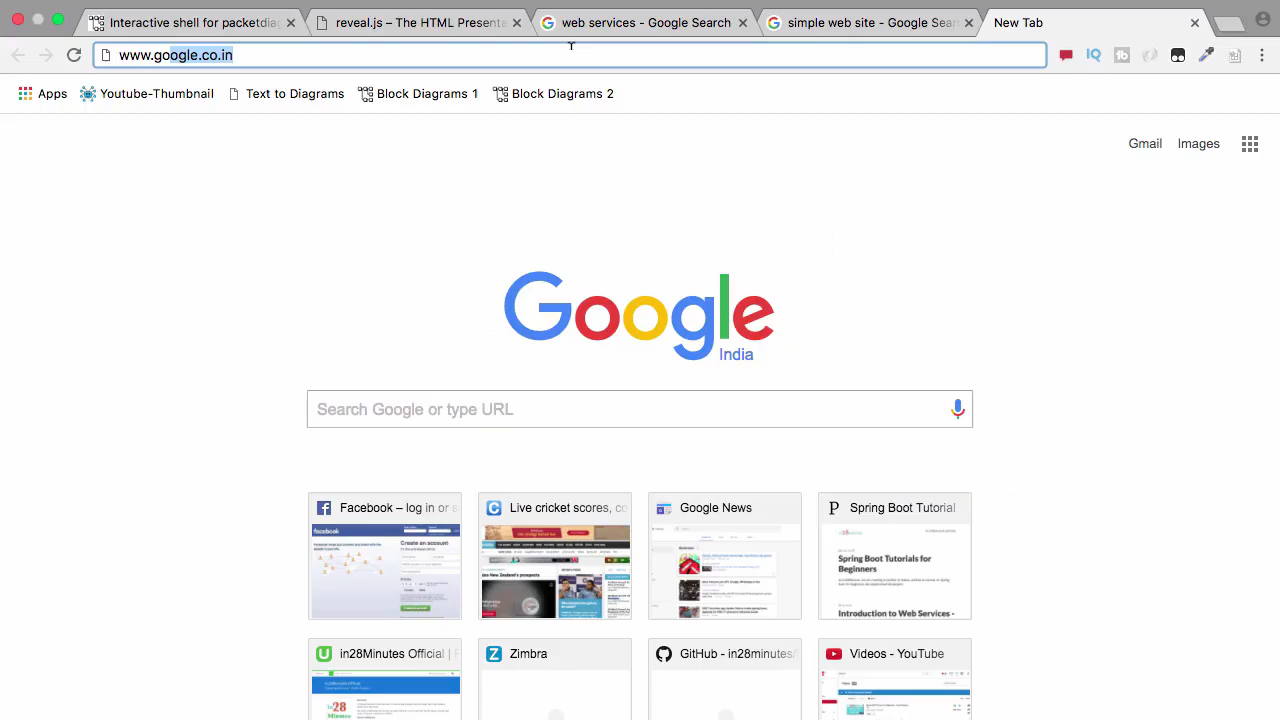 Interactive shell for packetdiag
reveal.js – The HTML Presenta
web services - Google Search
simple web site - Google Sear
New Tab
www.google.co.in
Apps
Youtube-Thumbnail
Text to Diagrams
Block Diagrams 1
Block Diagrams 2
Gmail
Images
Google
India
Search Google or type URL
Facebook – log in or s
Live cricket scores, co
Google News
Spring Boot Tutorial
facebook
Spring Boot Tutorials for
Beginners
Introduction to Web Services -
in28Minutes Official |
Zimbra
GitHub - in28minutes/
Videos - YouTube